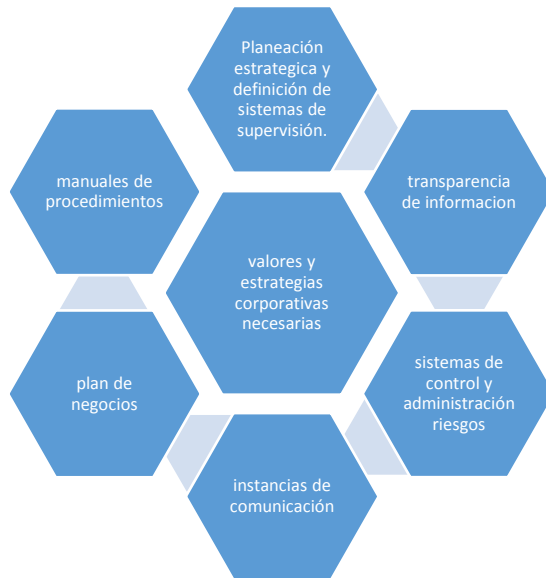 Planeación
estrategica y
definición de
sistemas de
supervisión.
transparencia
de informacion
sistemas de
control y
administración
riesgos
instancias de
comunicación
plan de
negocios
manuales de
procedimientos
valores y
estrategias
corporativas
necesarias